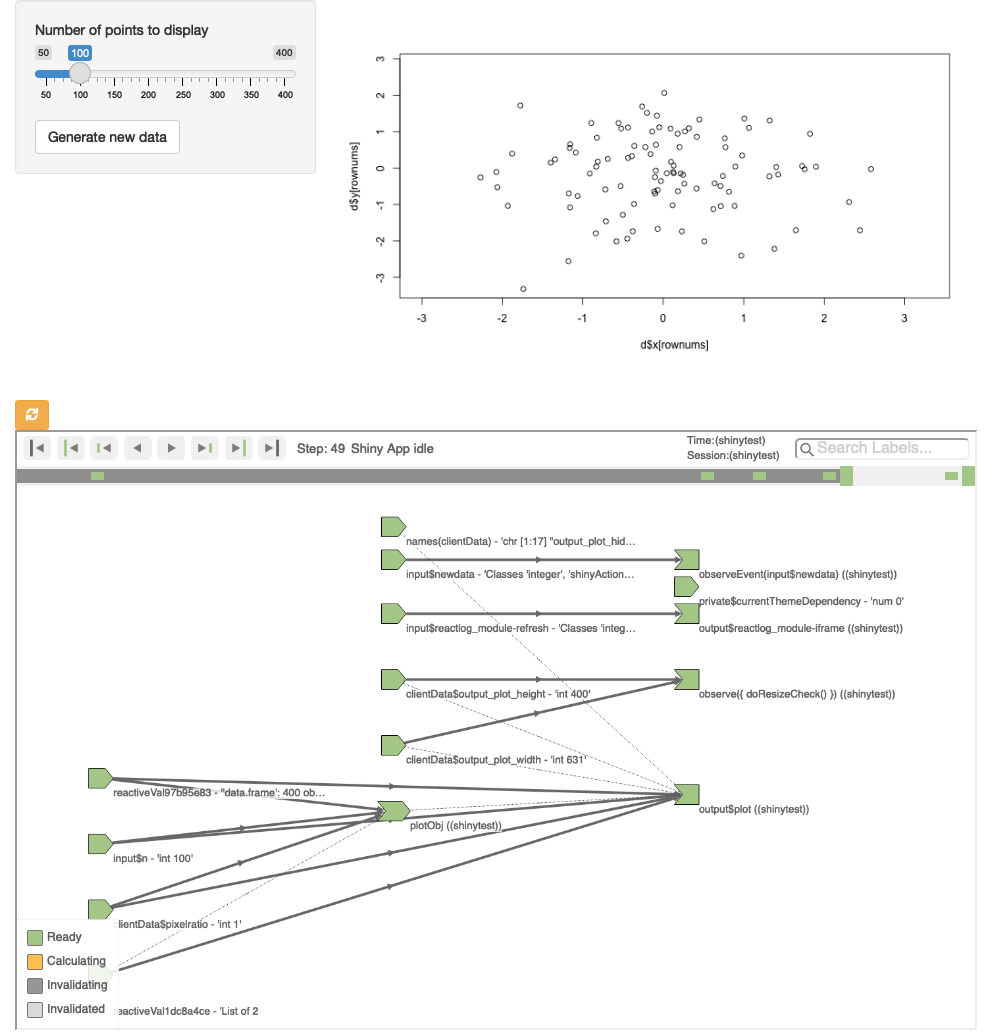 Number of points to display
50 100 400
50 100 150 200 250 300 350 400
Generate new data
3
2
1
0
-1
-2
-3
d$y[rownums]
-3 -2 -1 0 1 2 3
d$x[rownums]
Step: 49 Shiny App idle
Time:(shinytest)
Session:(shinytest)
Search Labels...
names(clientData) - 'chr [1:17] "output_plot_hid...
input$newdata - 'Classes 'integer', 'shinyAction...
observeEvent(input$newdata) ((shinytest))
private$currentThemeDependency - 'num 0'
input$reactlog_module-refresh - 'Classes 'integ...
output$reactlog_module-iframe ((shinytest))
clientData$output_plot_height - 'int 400'
observe({ doResizeCheck() }) ((shinytest))
clientData$output_plot_width - 'int 631'
reactiveVal97b95e83 - ''data.frame': 400 ob...
output$plot ((shinytest))
plotObj ((shinytest))
input$n - 'int 100'
lientData$pixelratio - 'int 1'
Ready
Calculating
Invalidating
Invalidated
eactiveVal1dc8a4ce - 'List of 2